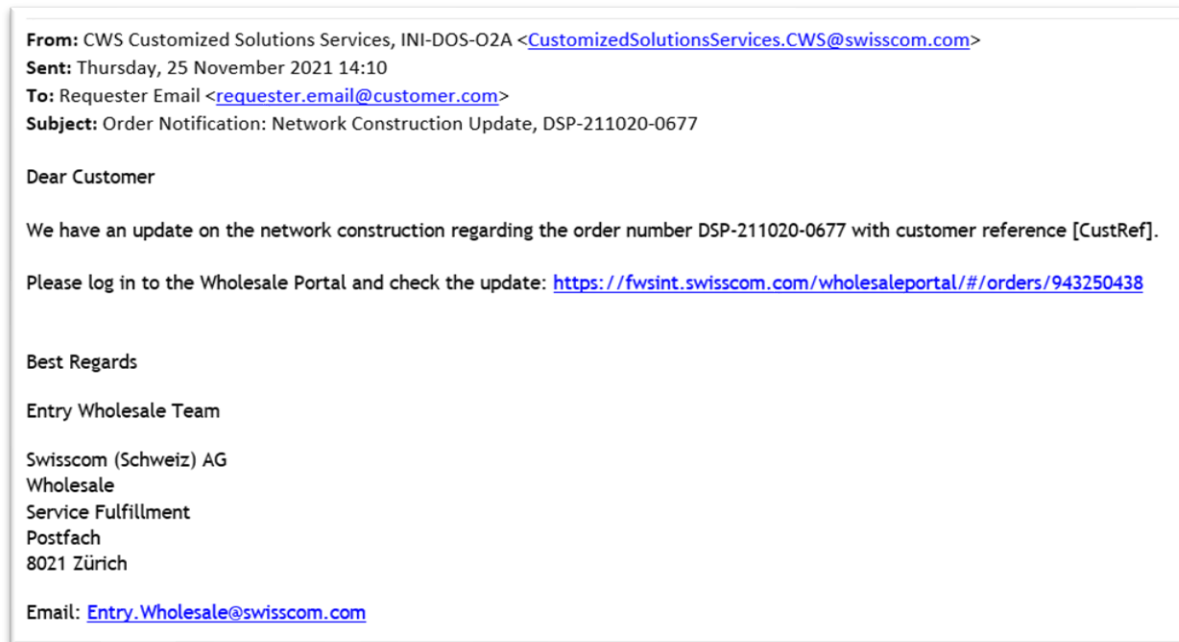 From: CWS Customized Solutions Services, INI-DOS-O2A <CustomizedSolutionsServices.CWS@swisscom.com>
Sent: Thursday, 25 November 2021 14:10
To: Requester Email <requester.email@customer.com>
Subject: Order Notification: Network Construction Update, DSP-211020-0677
Dear Customer
We have an update on the network construction regarding the order number DSP-211020-0677 with customer reference [CustRef].
Please log in to the Wholesale Portal and check the update: https://fwsint.swisscom.com/wholesaleportal/#/orders/943250438
Best Regards
Entry Wholesale Team
Swisscom (Schweiz) AG
Wholesale
Service Fulfillment
Postfach
8021 Zürich
Email: Entry.Wholesale@swisscom.com